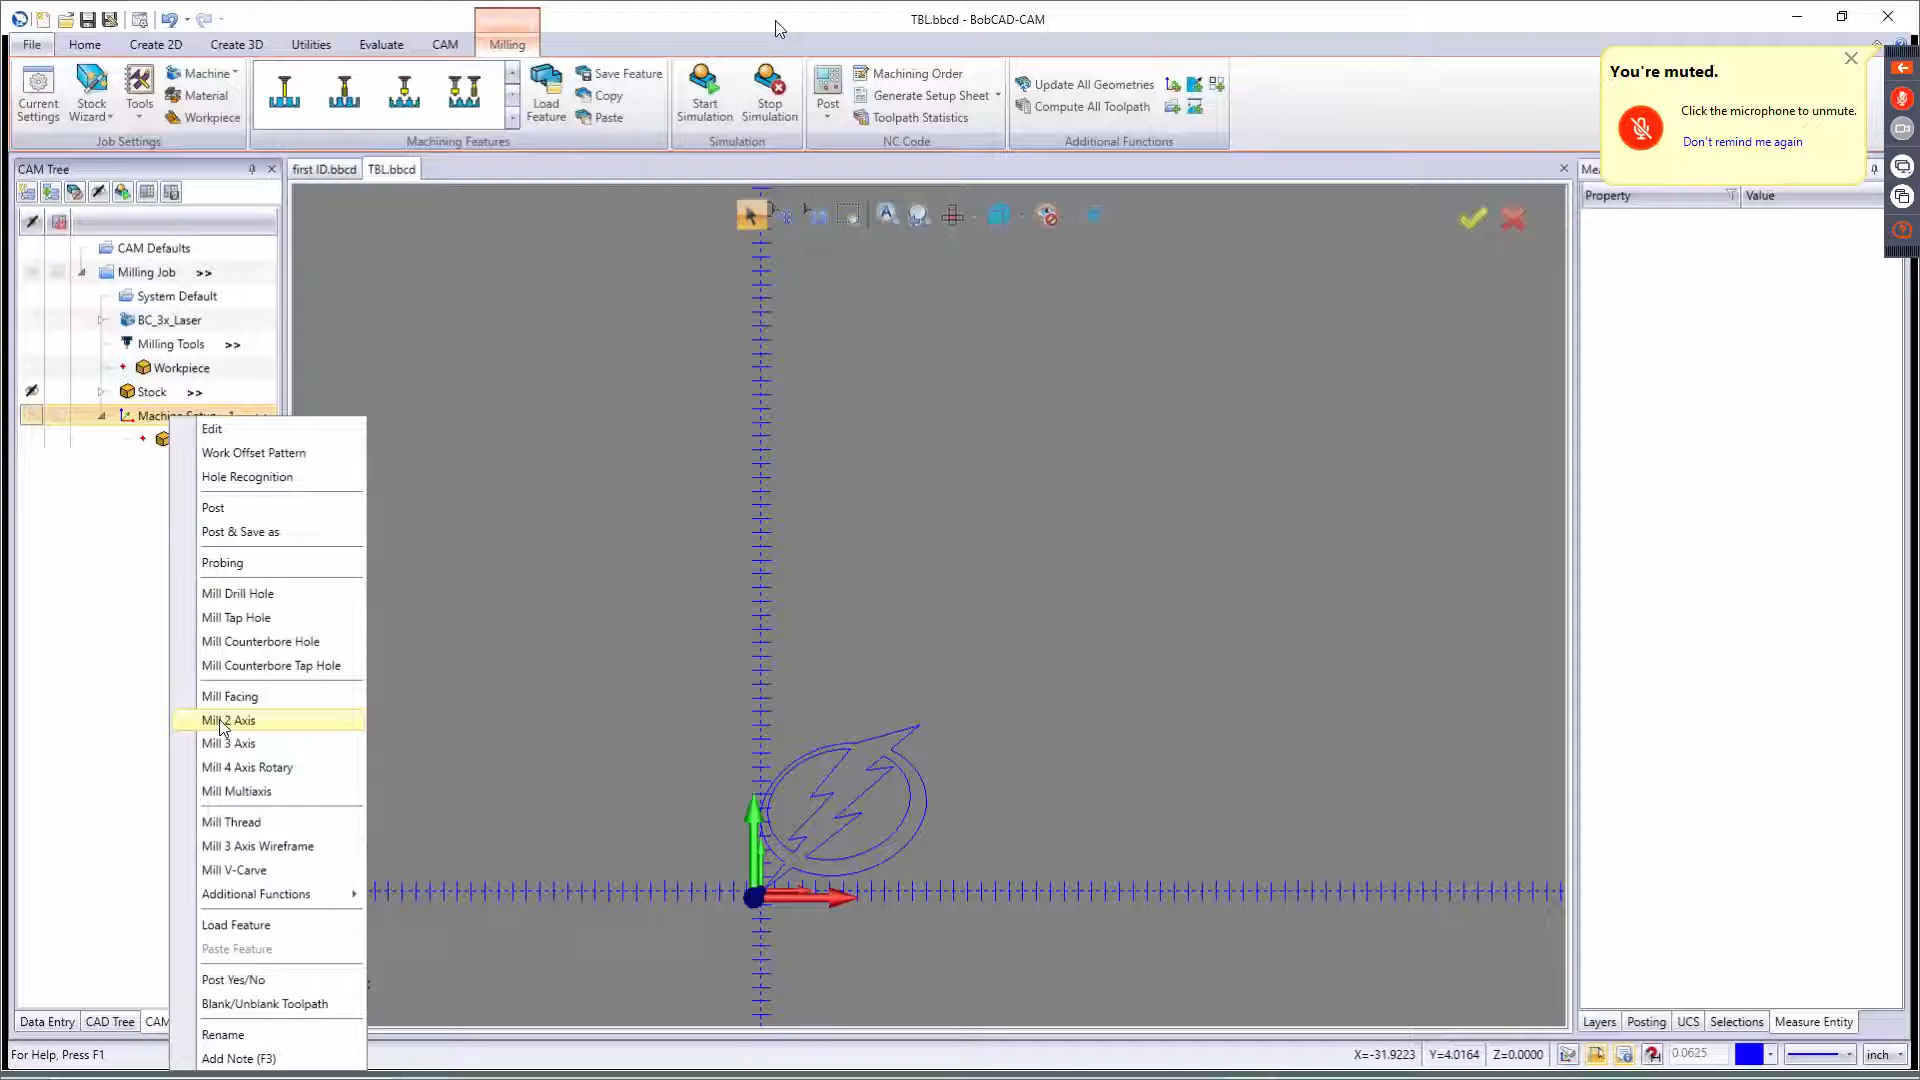 TBL.bbcd - BobCAD-CAM
File
Home
Create 2D
Create 3D
Utilities
Evaluate
CAM
Milling
Current
Settings
Stock
Wizard
Tools
Machine
Material
Workpiece
Job Settings
Load
Feature
Save Feature
Copy
Paste
Machining Features
Start
Simulation
Stop
Simulation
Simulation
Post
Machining Order
Generate Setup Sheet
Toolpath Statistics
NC Code
Update All Geometries
Compute All Toolpath
Additional Functions
You're muted.
Click the microphone to unmute.
Don't remind me again
CAM Tree
first ID.bbcd
TBL.bbcd
Property
Value
CAM Defaults
Milling Job >>
System Default
BC_3x_Laser
Milling Tools >>
Workpiece
Stock >>
Edit
Work Offset Pattern
Hole Recognition
Post
Post & Save as
Probing
Mill Drill Hole
Mill Tap Hole
Mill Counterbore Hole
Mill Counterbore Tap Hole
Mill Facing
Mill 2 Axis
Mill 3 Axis
Mill 4 Axis Rotary
Mill Multiaxis
Mill Thread
Mill 3 Axis Wireframe
Mill V-Carve
Additional Functions
Load Feature
Paste Feature
Post Yes/No
Blank/Unblank Toolpath
Rename
Add Note (F3)
Data Entry
CAD Tree
CAM
Layers
Posting
UCS
Selections
Measure Entity
For Help, Press F1
X=-31.9223
Y=4.0164
Z=0.0000
0.0625
inch